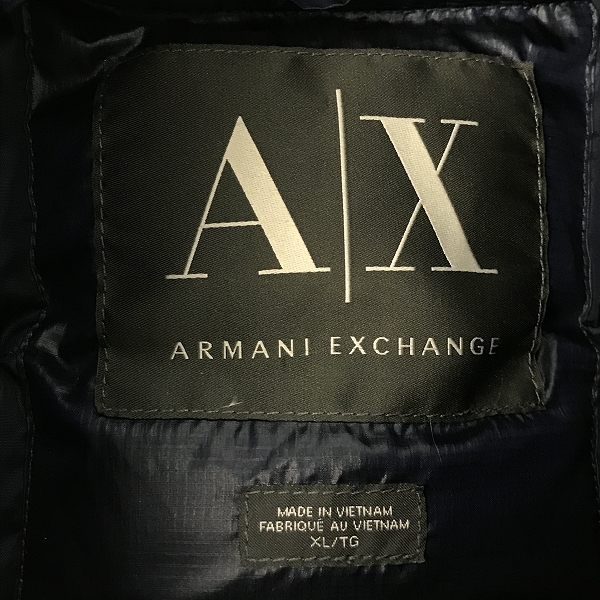 A|X
ARMANI EXCHANGE
MADE IN VIETNAM
FABRIQUÉ AU VIETNAM
XL/TG